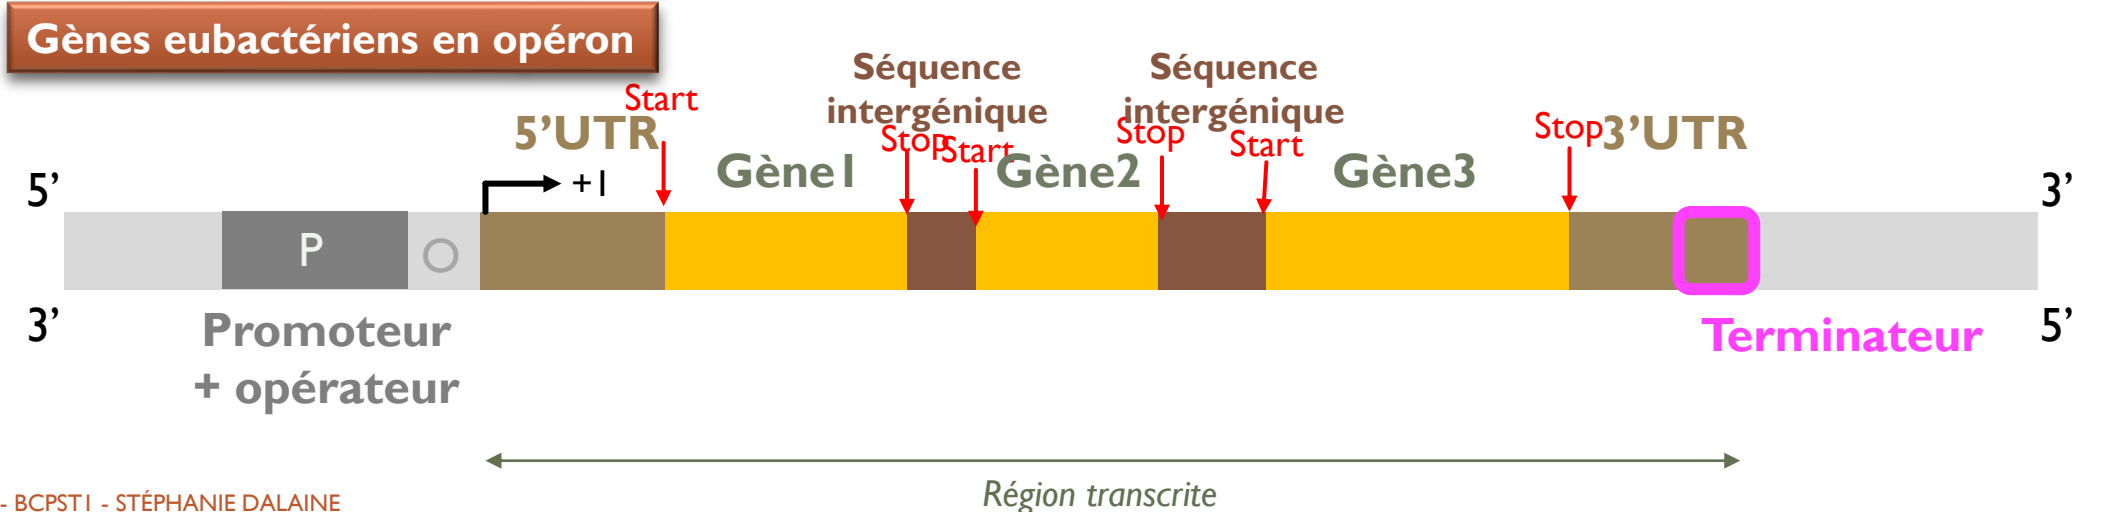 Gènes eubactériens en opéron
Séquence
intergénique
Séquence
intergénique
Start
5'UTR
Stop
Start
Stop
Start
Stop
3'UTR
Gène1
Gène2
Gène3
5'
+1
3'
P
O
3'
5'
Promoteur
+ opérateur
Terminateur
Région transcrite
- BCPST1 - STÉPHANIE DALAINE